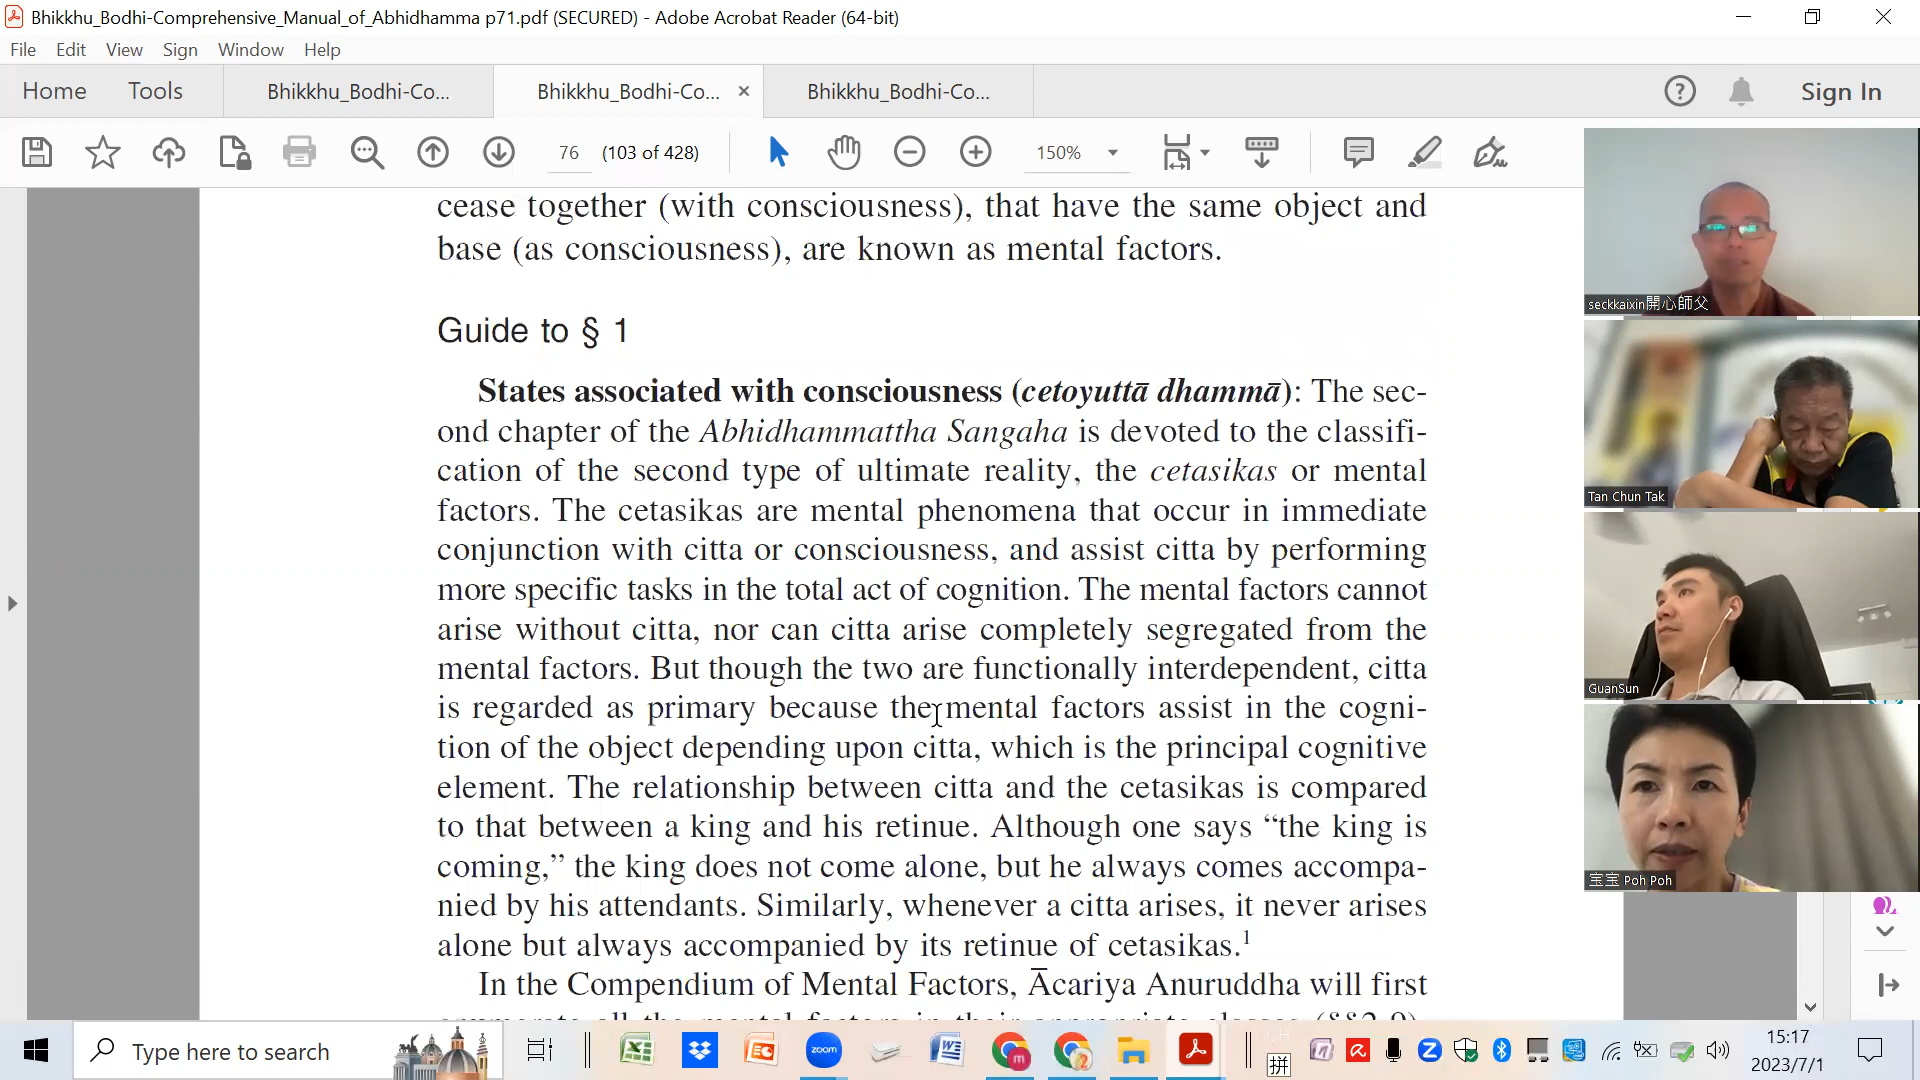 Bhikkhu_Bodhi-Comprehensive_Manual_of_Abhidhamma p71.pdf (SECURED) - Adobe Acrobat Reader (64-bit)
File Edit View Sign Window Help
Home Tools Bhikkhu_Bodhi-Co... Bhikkhu_Bodhi-Co... × Bhikkhu_Bodhi-Co... Sign In
76 (103 of 428) 150%
cease together (with consciousness), that have the same object and
base (as consciousness), are known as mental factors.
Guide to § 1
States associated with consciousness (cetoyuttā dhammā): The sec-
ond chapter of the Abhidhammattha Sangaha is devoted to the classifi-
cation of the second type of ultimate reality, the cetasikas or mental
factors. The cetasikas are mental phenomena that occur in immediate
conjunction with citta or consciousness, and assist citta by performing
more specific tasks in the total act of cognition. The mental factors cannot
arise without citta, nor can citta arise completely segregated from the
mental factors. But though the two are functionally interdependent, citta
is regarded as primary because the mental factors assist in the cogni-
tion of the object depending upon citta, which is the principal cognitive
element. The relationship between citta and the cetasikas is compared
to that between a king and his retinue. Although one says “the king is
coming,” the king does not come alone, but he always comes accompa-
nied by his attendants. Similarly, whenever a citta arises, it never arises
alone but always accompanied by its retinue of cetasikas.1
In the Compendium of Mental Factors, Ācariya Anuruddha will first
seckkaixin開心師父
Tan Chun Tak
GuanSun
宝宝 Poh Poh
Type here to search
zoom
拼
15:17
2023/7/1